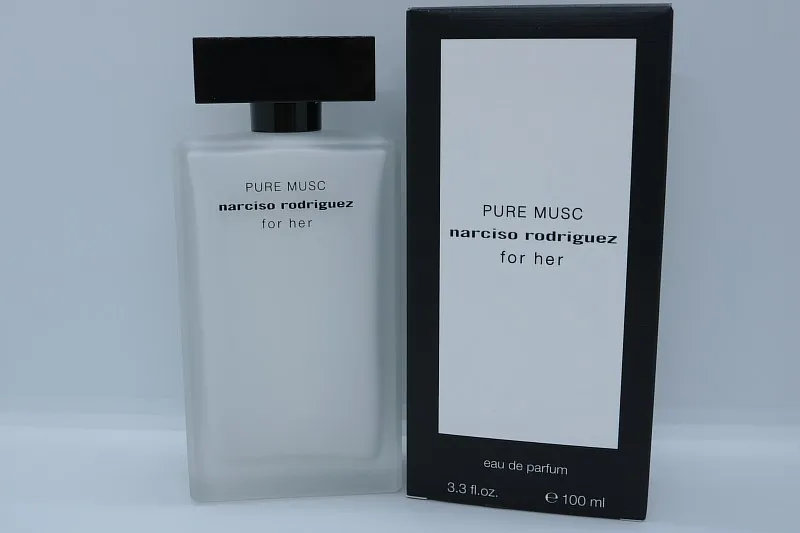 PURE MUSC
narciso rodriguez
for her
PURE MUSC
narciso rodriguez
for her
eau de parfum
3.3 fl.oz. ℮ 100 ml